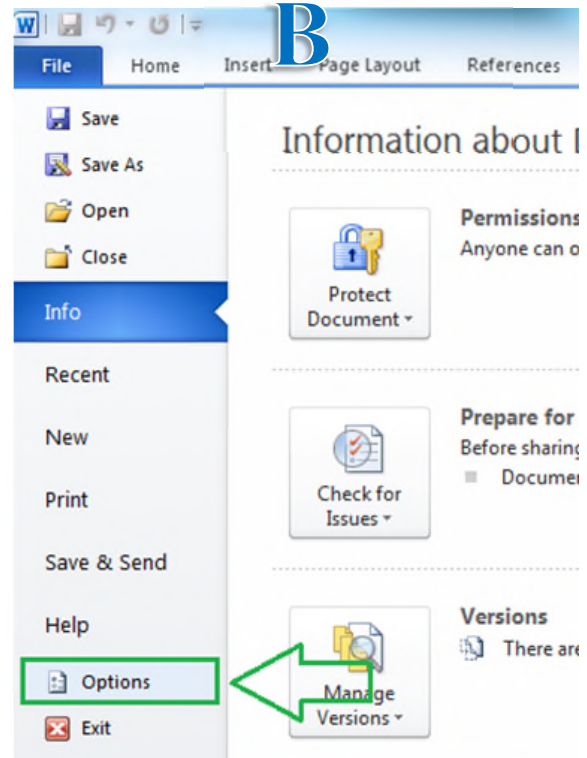 W
B
File Home Insert Page Layout References
Save
Save As
Open
Close
Info
Recent
New
Print
Save & Send
Help
Options
Exit
Information about
Protect
Document
Permissions
Anyone can o
Check for
Issues
Prepare for
Before sharing
Documen
Manage
Versions
Versions
There are